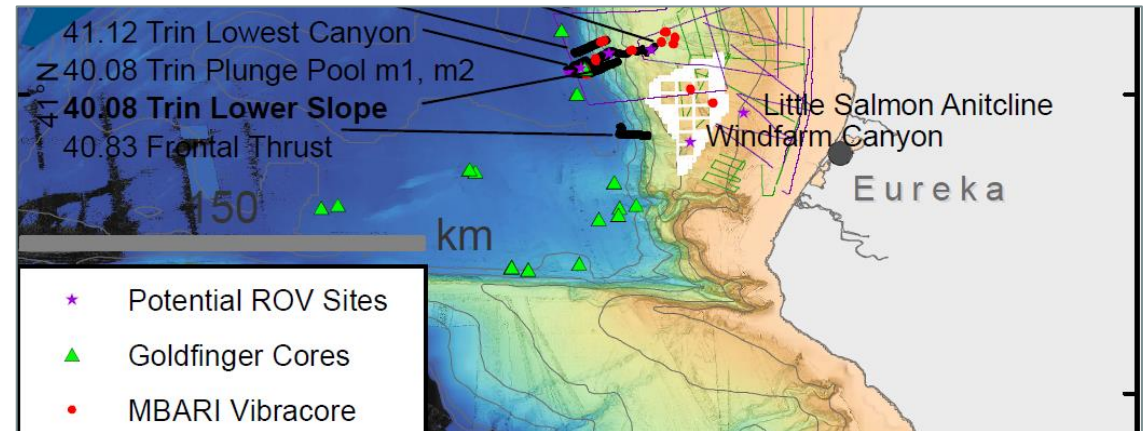 41.12 Trin Lowest Canyon
40.08 Trin Plunge Pool m1, m2
41°N
40.08 Trin Lower Slope
Little Salmon Anitcline
Windfarm Canyon
40.83 Frontal Thrust
Eureka
150
km
Potential ROV Sites
Goldfinger Cores
MBARI Vibracore